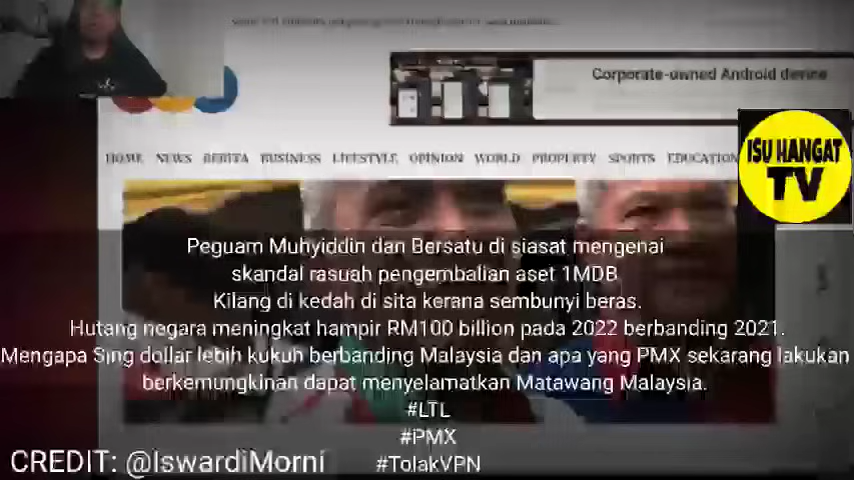 Corporate-owned Android device
HOME NEWS BERITA BUSINESS LIFESTYLE OPINION WORLD PROPERTY SPORTS EDUCATION
ISU HANGAT
TV
Peguam Muhyiddin dan Bersatu di siasat mengenai
skandal rasuah pengembalian aset 1MDB
Kilang di kedah di sita kerana sembunyi beras.
Hutang negara meningkat hampir RM100 billion pada 2022 berbanding 2021.
Mengapa Sing dollar lebih kukuh berbanding Malaysia dan apa yang PMX sekarang lakukan
berkemungkinan dapat menyelamatkan Matawang Malaysia.
#LTL
#PMX
CREDIT: @IswardiMorni #TolakVPN